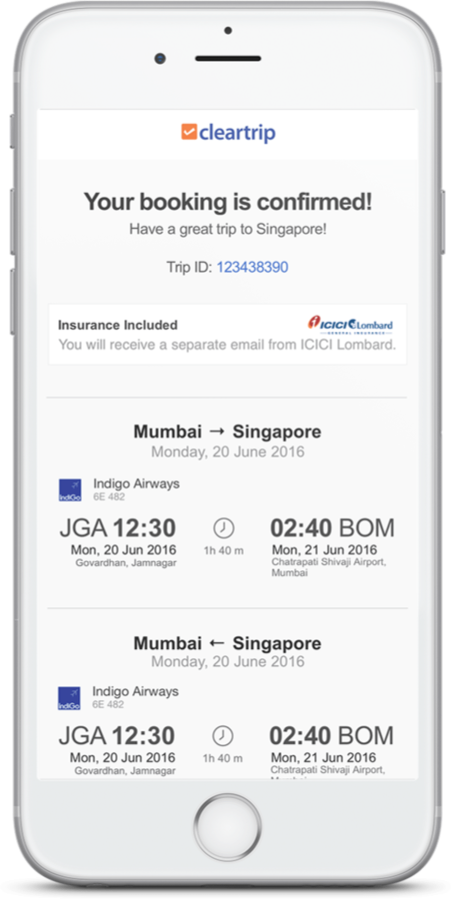 cleartrip
Your booking is confirmed!
Have a great trip to Singapore!
Trip ID: 123438390
Insurance Included
ICICI Lombard
GENERAL INSURANCE
You will receive a separate email from ICICI Lombard.
Mumbai → Singapore
Monday, 20 June 2016
IndiGo
Indigo Airways
6E 482
JGA 12:30
02:40 BOM
Mon, 20 Jun 2016
1h 40 m
Mon, 21 Jun 2016
Govardhan, Jamnagar
Chatrapati Shivaji Airport,
Mumbai
Mumbai ← Singapore
Monday, 20 June 2016
IndiGo
Indigo Airways
6E 482
JGA 12:30
02:40 BOM
Mon, 20 Jun 2016
1h 40 m
Mon, 21 Jun 2016
Govardhan, Jamnagar
Chatrapati Shivaji Airport,